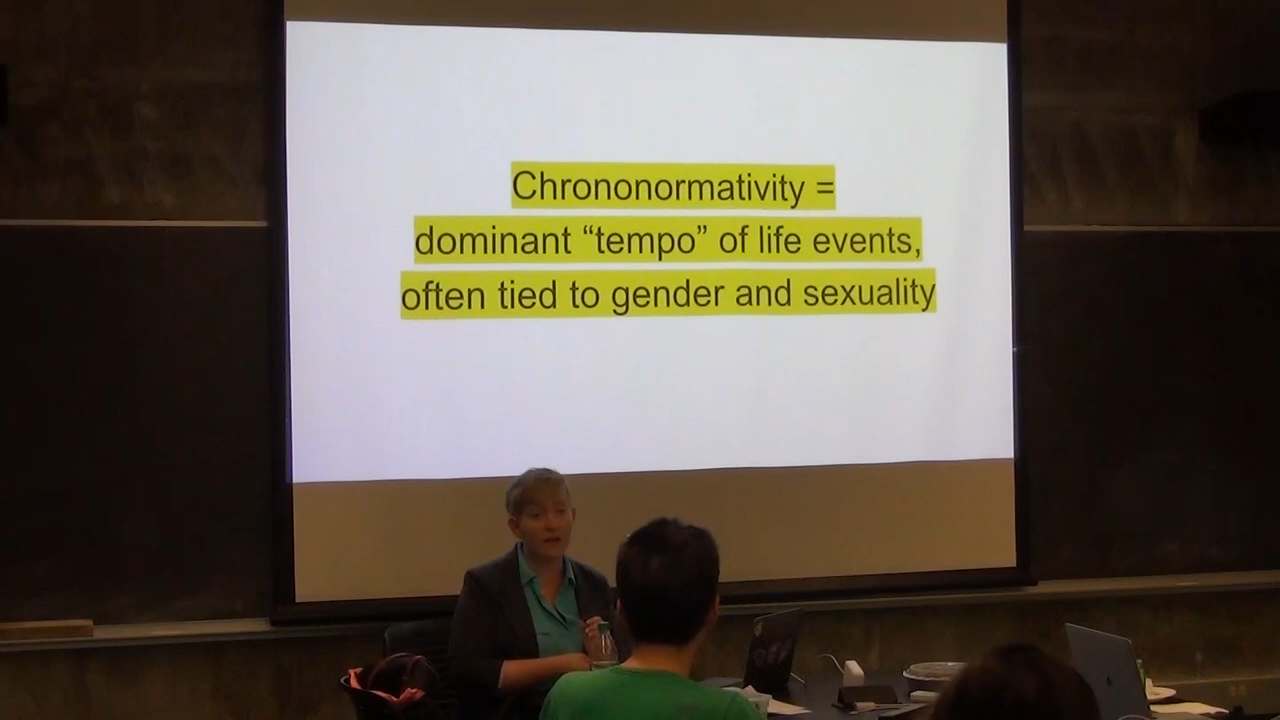 Chrononormativity =
dominant “tempo” of life events,
often tied to gender and sexuality